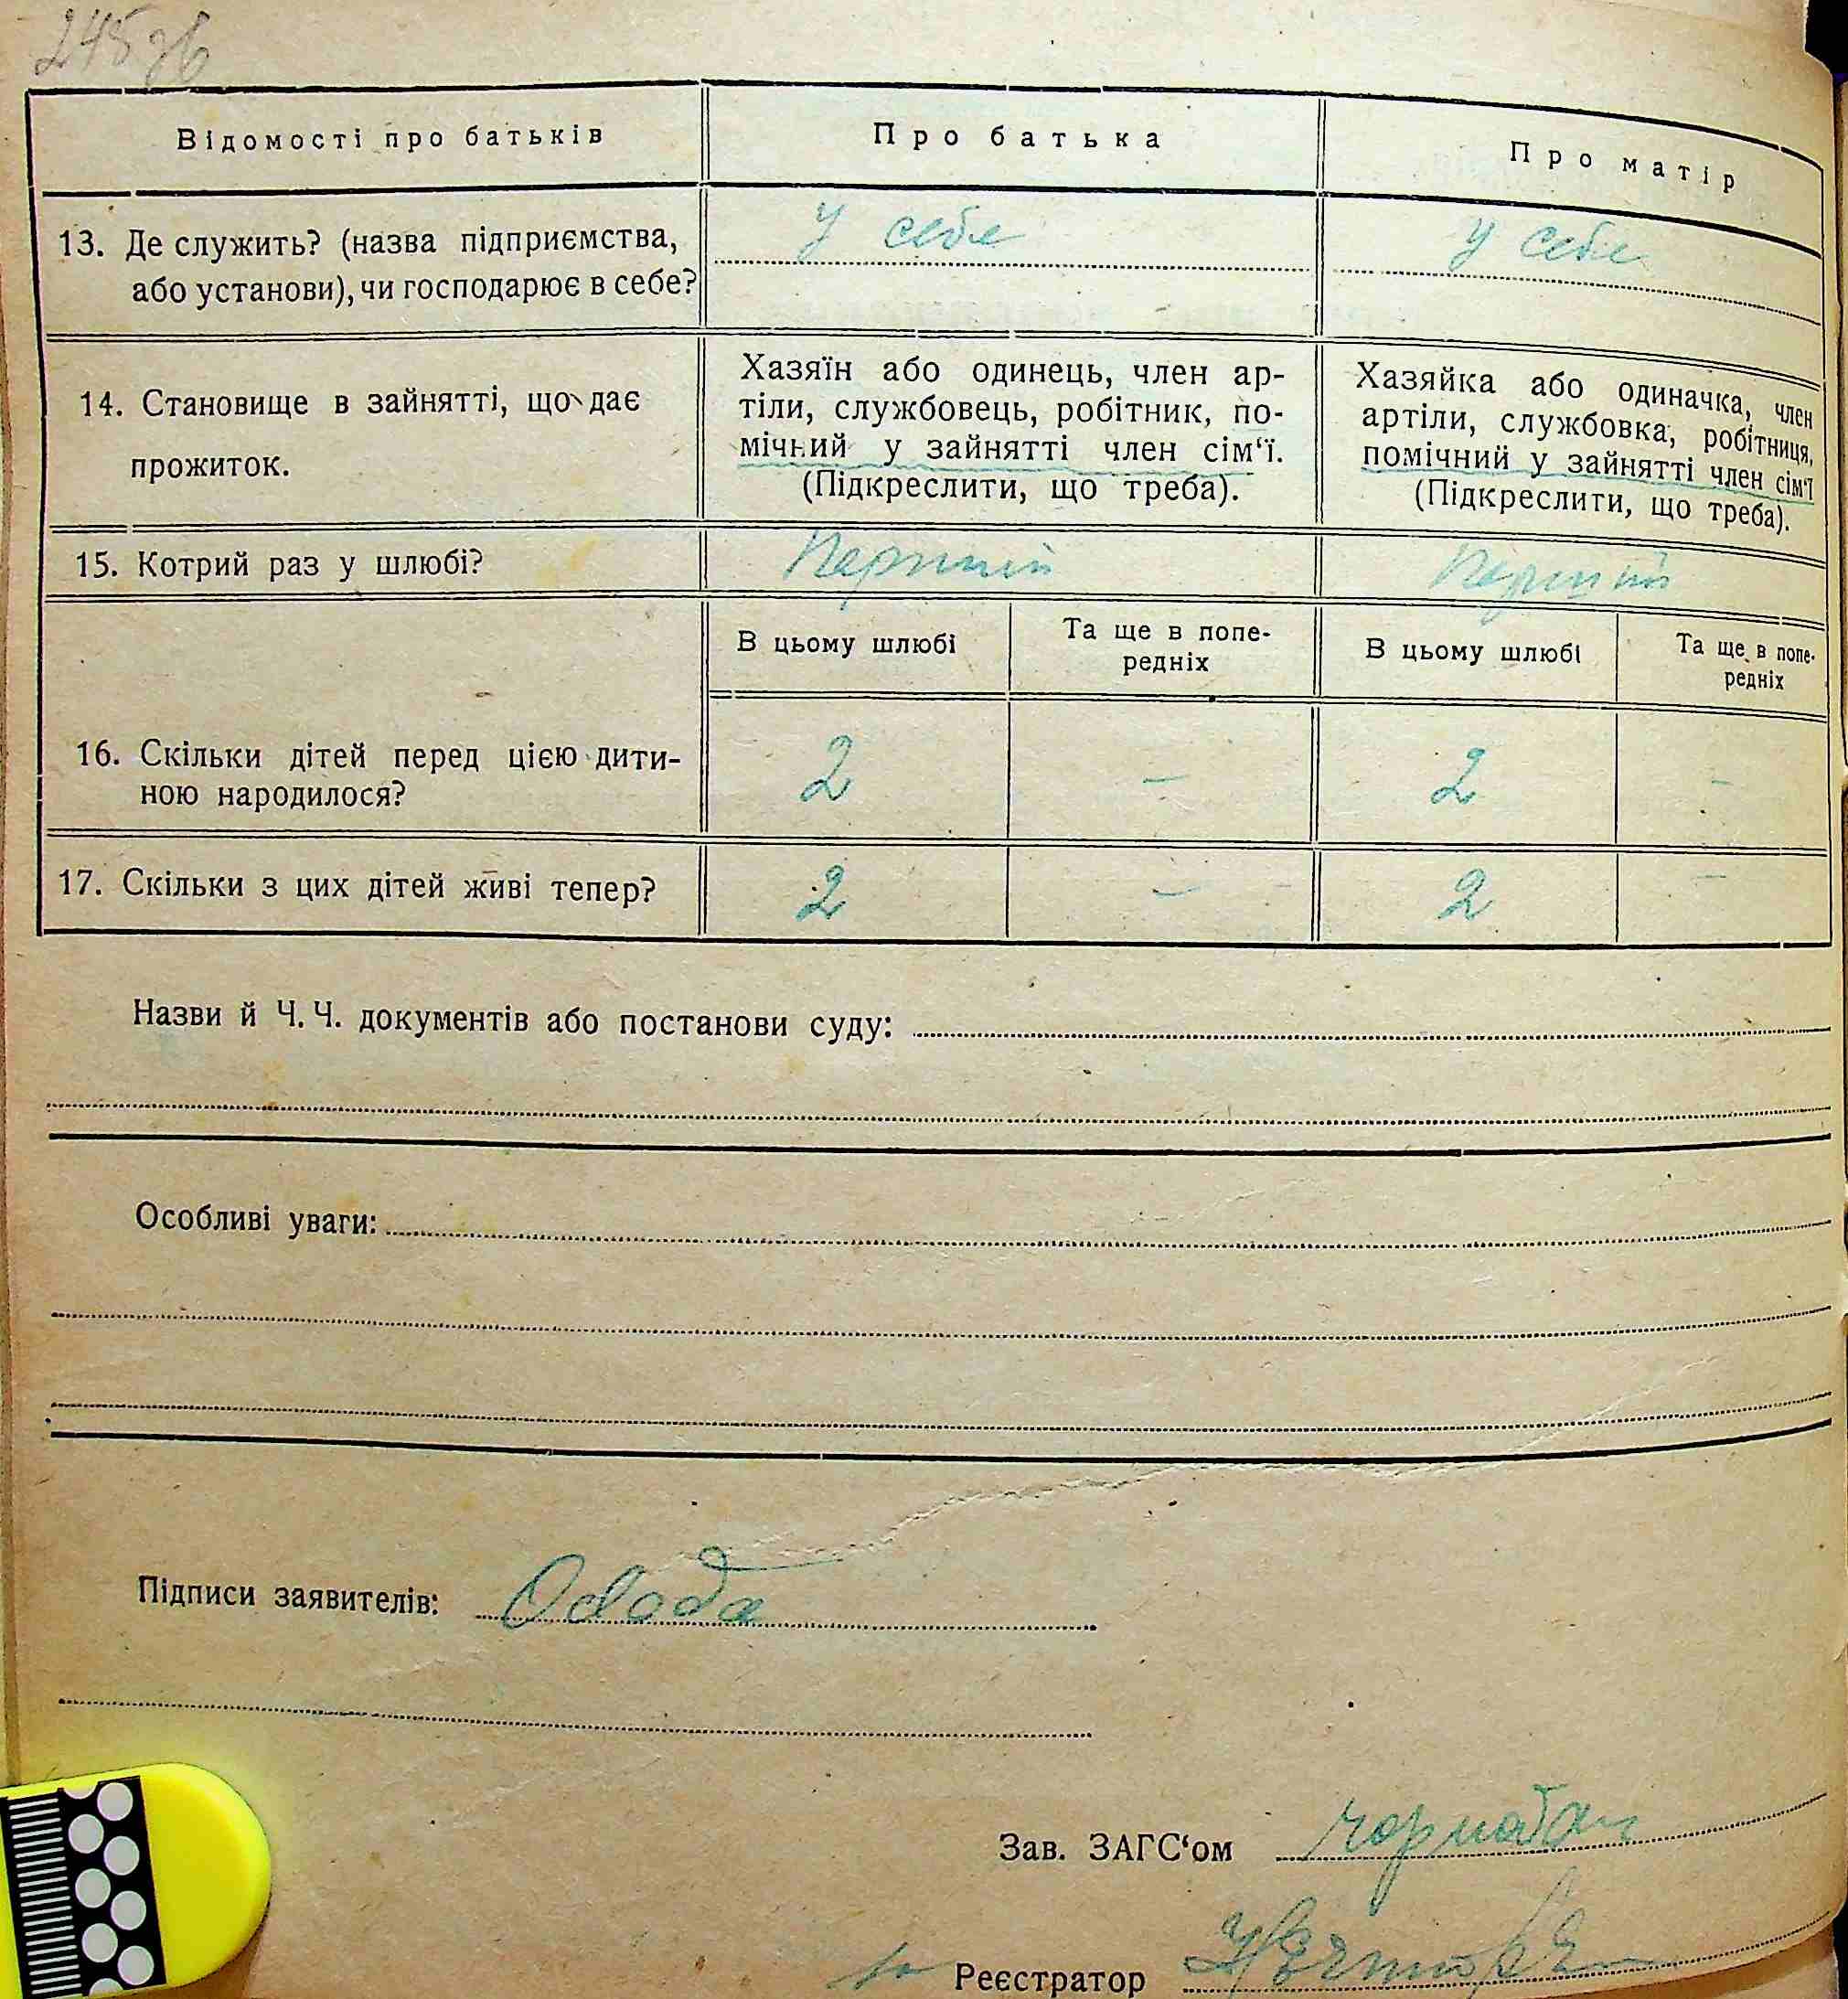 245 зв
Відомості про батьків
Про батька
Про матір
13. Де служить? (назва підприємства,
або установи), чи господарює в себе?
У себе
У себе
14. Становище в зайнятті, що дає
прожиток.
Хазяїн або одинець, член ар-
тіли, службовець, робітник, по-
мічний у зайнятті член сім‘ї.
(Підкреслити, що треба).
Хазяйка або одиначка, член
артіли, службовка, робітниця,
помічний у зайнятті член сім‘ї
(Підкреслити, що треба).
15. Котрий раз у шлюбі?
Перший
Перший
В цьому шлюбі
Та ще в попе-
редніх
В цьому шлюбі
Та ще в попе-
редніх
16. Скільки дітей перед цією дити-
ною народилося?
2
–
2
–
17. Скільки з цих дітей живі тепер?
2
–
2
–
Назви й Ч. Ч. документів або постанови суду:
Особливі уваги:
Підписи заявителів:
Зав. ЗАГС‘ом
Реєстратор